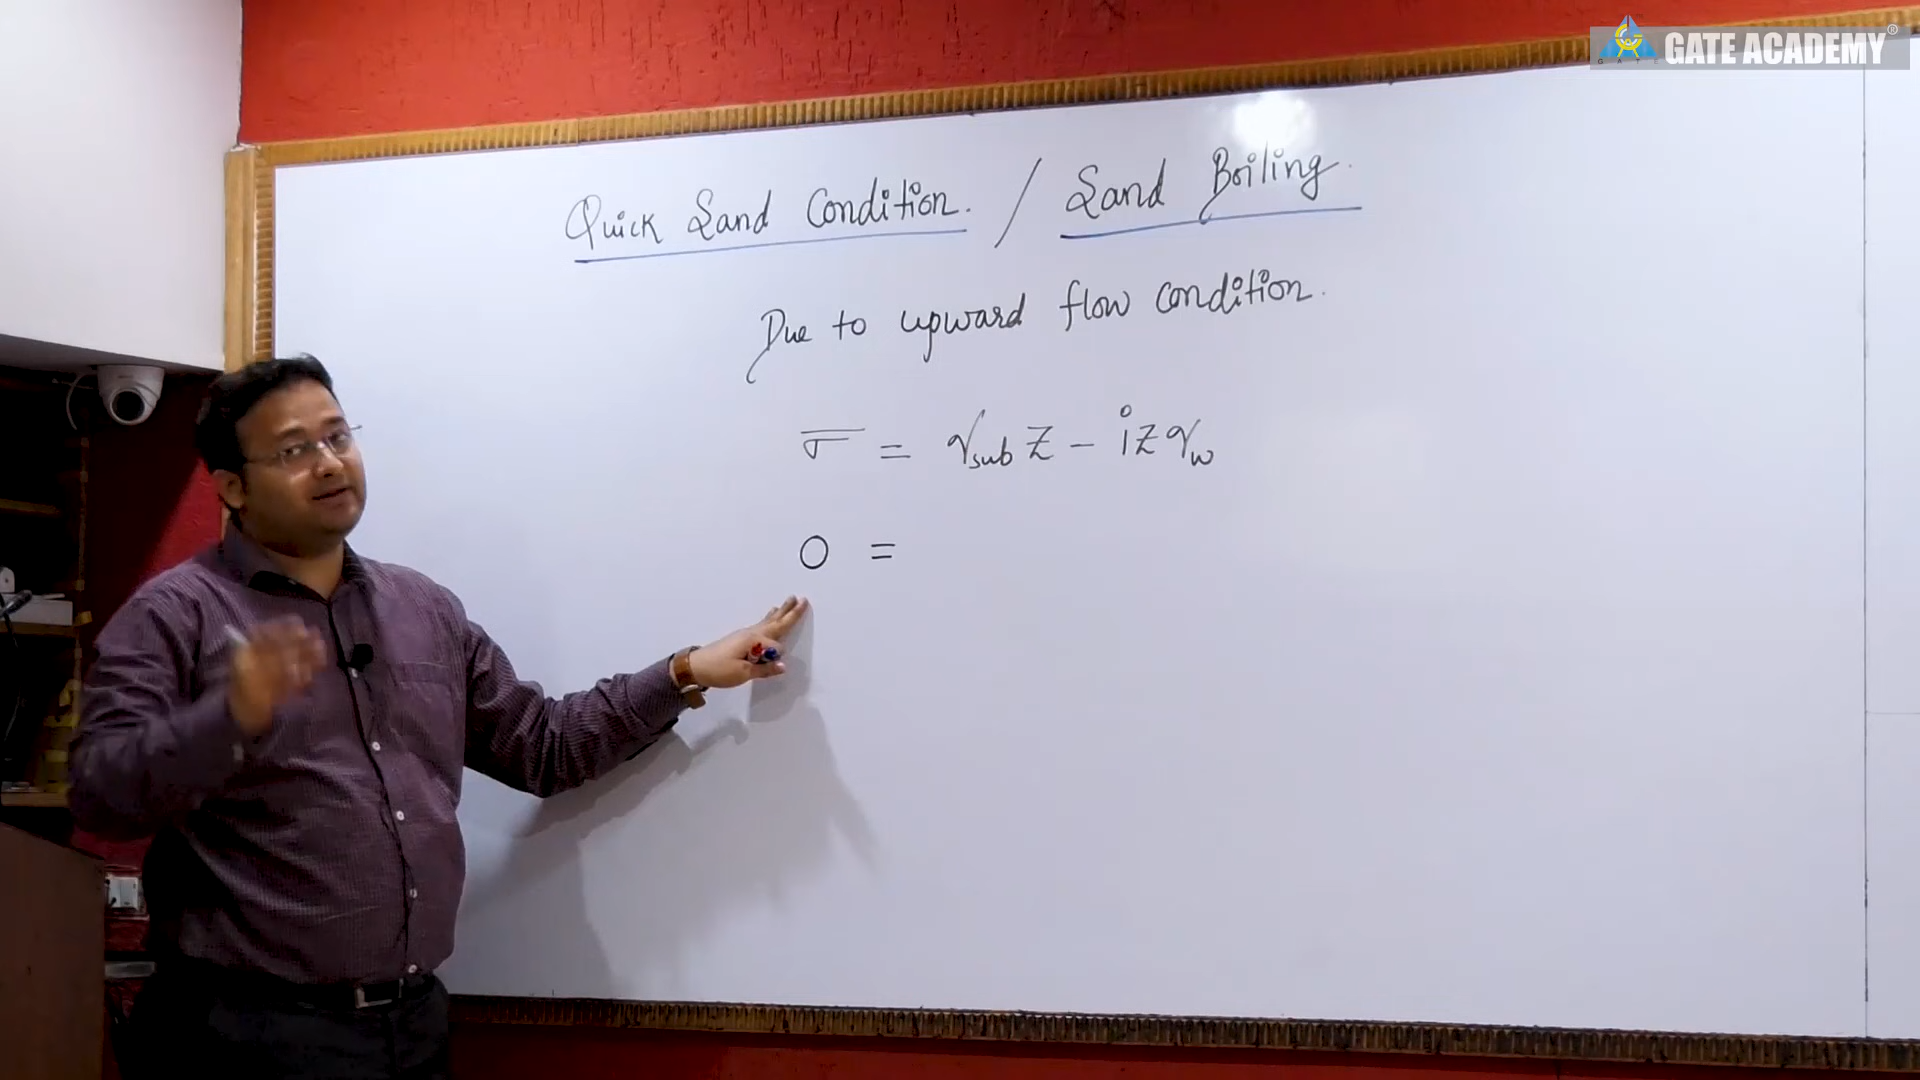 GATE ACADEMY®
Quick Sand Condition. / Sand Boiling.
Due to upward flow condition.
σ̅ = γsub Z - iZγw
0 =